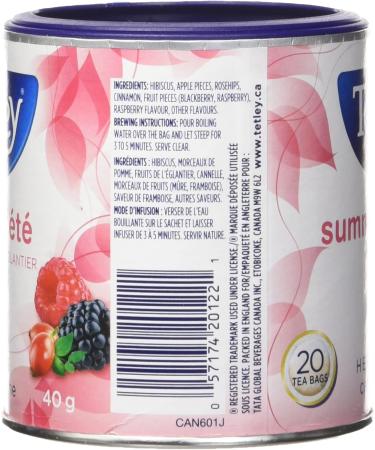 ley
été
LANTIER
40 g
INGREDIENTS: HIBISCUS, APPLE PIECES, ROSEHIPS,
CINNAMON, FRUIT PIECES (BLACKBERRY, RASPBERRY),
RASPBERRY FLAVOUR, OTHER FLAVOURS.
BREWING INSTRUCTIONS: POUR BOILING
WATER OVER THE BAG AND LET STEEP FOR
3 TO 5 MINUTES. SERVE CLEAR.
INGRÉDIENTS : HIBISCUS, MORCEAUX DE
POMME, FRUITS DE L'ÉGLANTIER, CANNELLE,
MORCEAUX DE FRUITS (MÛRE, FRAMBOISE),
SAVEUR DE FRAMBOISE, AUTRES SAVEURS.
MODE D'INFUSION : VERSER DE L'EAU
BOUILLANTE SUR LE SACHET ET LAISSER
INFUSER DE 3 À 5 MINUTES. SERVIR NATURE.
0 57174 20122 1
www.tetley.ca
® REGISTERED TRADEMARK USED UNDER LICENSE./® MARQUE DÉPOSÉE UTILISÉE
SOUS LICENCE. PACKED IN ENGLAND FOR/EMPAQUETÉ EN ANGLETERRE POUR :
TATA GLOBAL BEVERAGES CANADA INC., ETOBICOKE, CANADA M9W 6L2
CAN601J
T
summ
20
TEA BAGS
HE